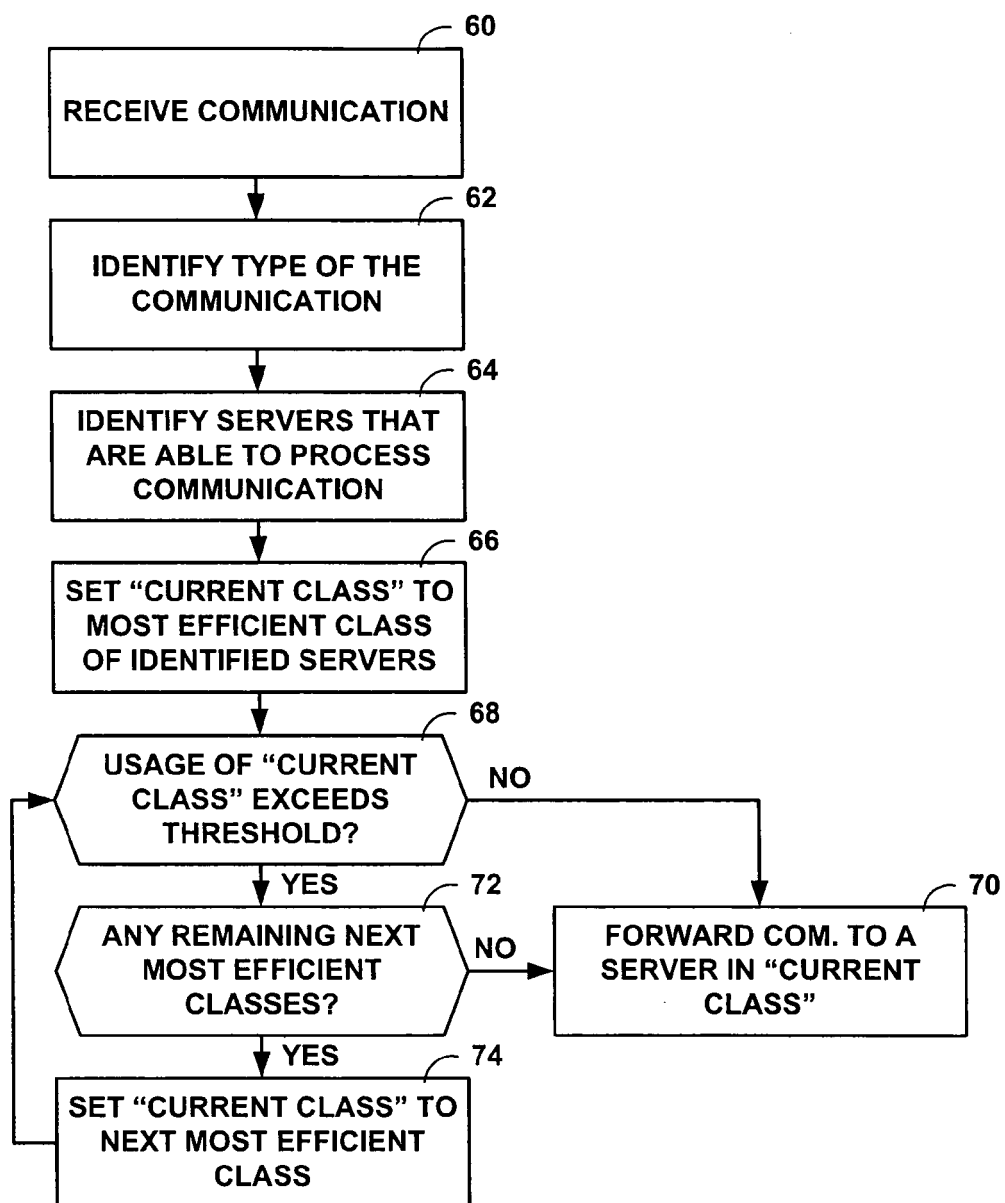 60
RECEIVE COMMUNICATION
62
IDENTIFY TYPE OF THE
COMMUNICATION
64
IDENTIFY SERVERS THAT
ARE ABLE TO PROCESS
COMMUNICATION
66
SET “CURRENT CLASS” TO
MOST EFFICIENT CLASS
OF IDENTIFIED SERVERS
68
USAGE OF “CURRENT
CLASS” EXCEEDS
THRESHOLD?
NO
YES
72
ANY REMAINING NEXT
MOST EFFICIENT
CLASSES?
NO
70
FORWARD COM. TO A
SERVER IN “CURRENT
CLASS”
YES
74
SET “CURRENT CLASS” TO
NEXT MOST EFFICIENT
CLASS